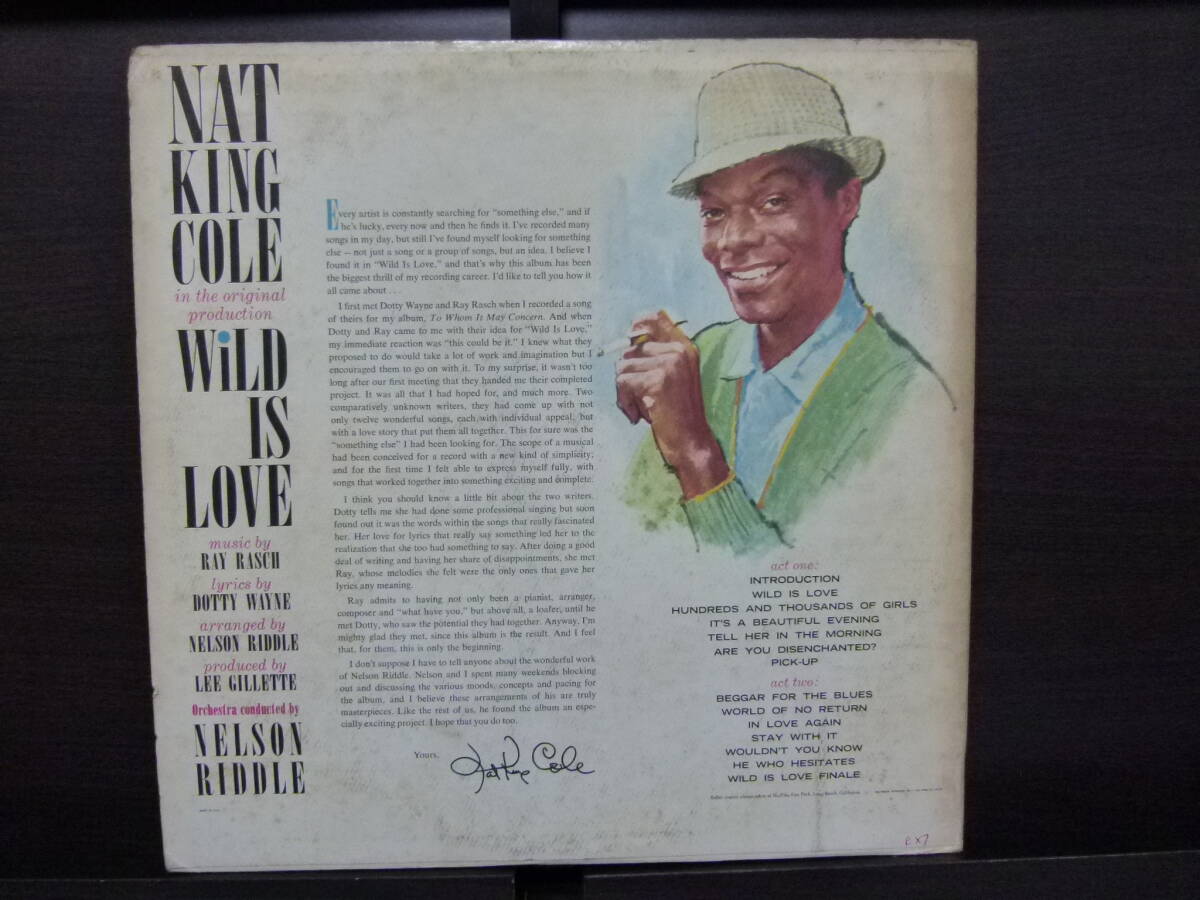 NAT
KING
COLE
in the original
production
WiLD
IS
LOVE
music by
RAY RASCH
lyrics by
DOTTY WAYNE
arranged by
NELSON RIDDLE
produced by
LEE GILLETTE
Orchestra conducted by
NELSON
RIDDLE
Every artist is constantly searching for "something else," and if
he's lucky, every now and then he finds it. I've recorded many
songs in my day, but still I've found myself looking for something
else — not just a song or a group of songs, but an idea. I believe I
found it in "Wild Is Love," and that's why this album has been
the biggest thrill of my recording career. I'd like to tell you how it
all came about . . .
I first met Dotty Wayne and Ray Rasch when I recorded a song
of theirs for my album, To Whom It May Concern. And when
Dotty and Ray came to me with their idea for "Wild Is Love,"
my immediate reaction was "this could be it." I knew what they
proposed to do would take a lot of work and imagination but I
encouraged them to go on with it. To my surprise, it wasn't too
long after our first meeting that they handed me their completed
project. It was all that I had hoped for, and much more. Two
comparatively unknown writers, they had come up with not
only twelve wonderful songs, each with individual appeal, but
with a love story that put them all together. This for sure was the
"something else" I had been looking for. The scope of a musical
had been conceived for a record with a new kind of simplicity;
and for the first time I felt able to express myself fully, with
songs that worked together into something exciting and complete.
I think you should know a little bit about the two writers.
Dotty tells me she had done some professional singing but soon
found out it was the words within the songs that really fascinated
her. Her love for lyrics that really say something led her to the
realization that she too had something to say. After doing a good
deal of writing and having her share of disappointments, she met
Ray, whose melodies she felt were the only ones that gave her
lyrics any meaning.
Ray admits to having not only been a pianist, arranger,
composer and "what have you," but above all, a loafer, until he
met Dotty, who saw the potential they had together. Anyway, I'm
mighty glad they met, since this album is the result. And I feel
that, for them, this is only the beginning.
I don't suppose I have to tell anyone about the wonderful work
of Nelson Riddle. Nelson and I spent many weekends blocking
out and discussing the various moods, concepts and pacing for
the album, and I believe these arrangements of his are truly
masterpieces. Like the rest of us, he found the album an espe-
cially exciting project. I hope that you do too.
Yours,
Nat King Cole
act one:
INTRODUCTION
WILD IS LOVE
HUNDREDS AND THOUSANDS OF GIRLS
IT'S A BEAUTIFUL EVENING
TELL HER IN THE MORNING
ARE YOU DISENCHANTED?
PICK-UP
act two:
BEGGAR FOR THE BLUES
WORLD OF NO RETURN
IN LOVE AGAIN
STAY WITH IT
WOULDN'T YOU KNOW
HE WHO HESITATES
WILD IS LOVE FINALE